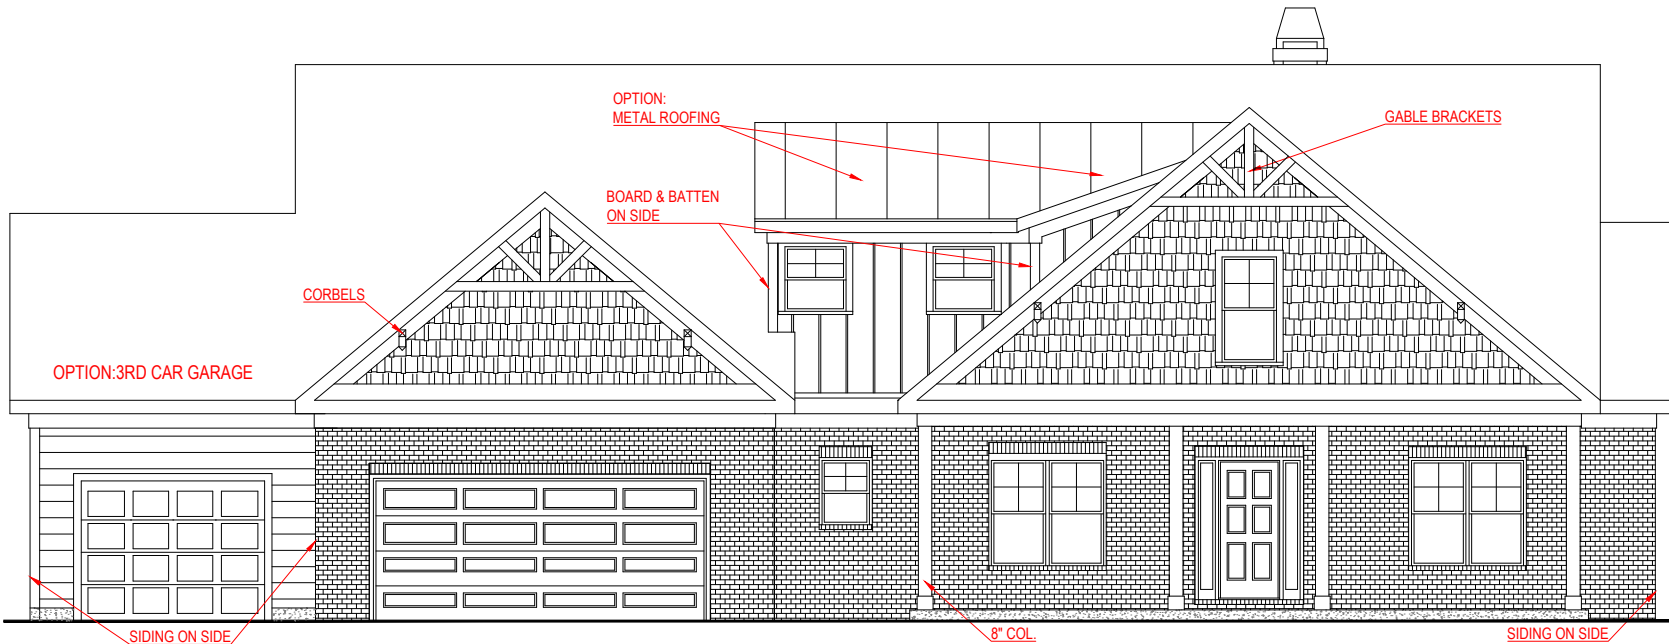 OPTION:
METAL ROOFING
GABLE BRACKETS
BOARD & BATTEN
ON SIDE
CORBELS
OPTION:3RD CAR GARAGE
SIDING ON SIDE
8" COL.
SIDING ON SIDE